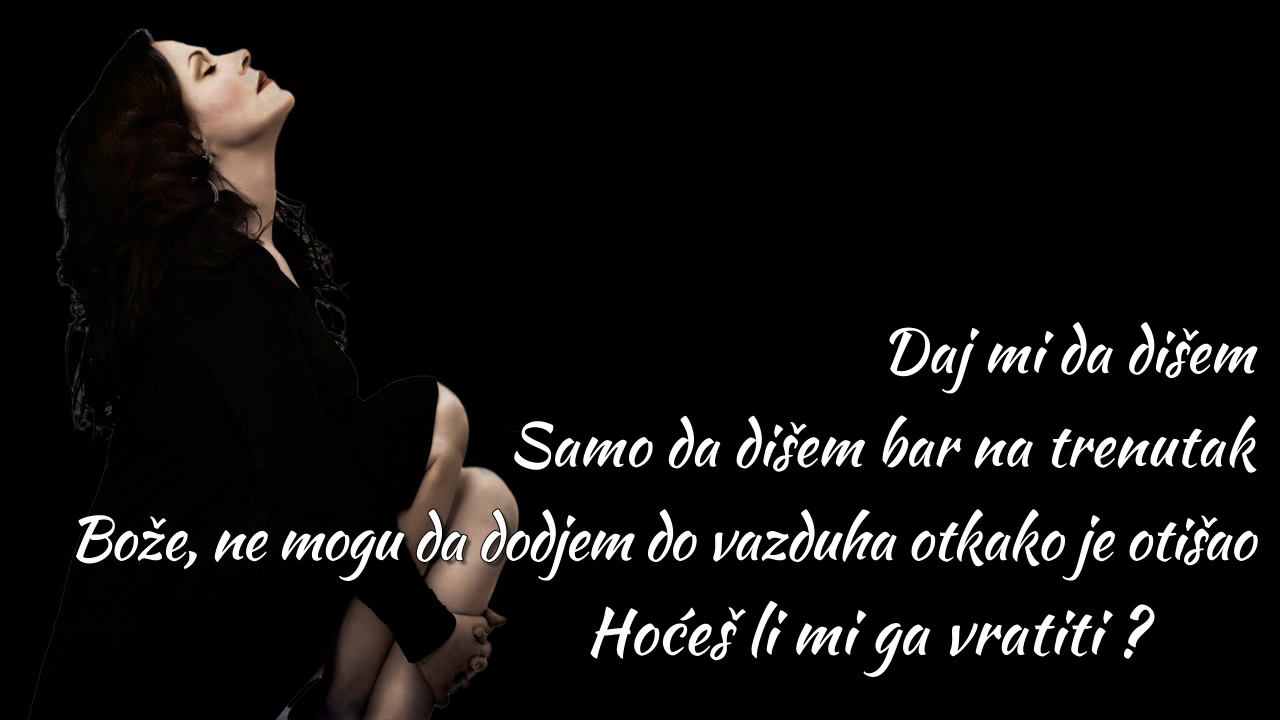 Daj mi da dišem
Samo da dišem bar na trenutak
Bože, ne mogu da dodjem do vazduha otkako je otišao
Hoćeš li mi ga vratiti ?